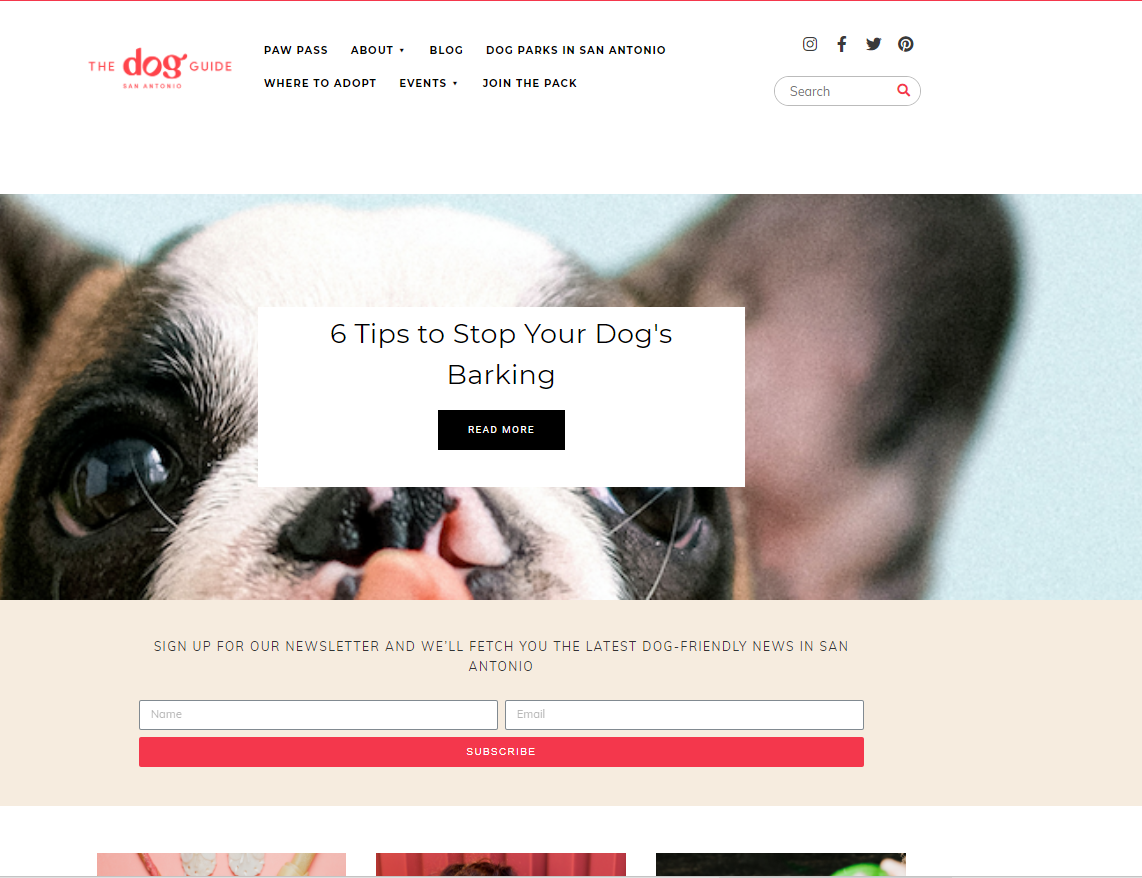 THE dog GUIDE
SAN ANTONIO
PAW PASS ABOUT BLOG DOG PARKS IN SAN ANTONIO
WHERE TO ADOPT EVENTS JOIN THE PACK
Search
6 Tips to Stop Your Dog's
Barking
READ MORE
SIGN UP FOR OUR NEWSLETTER AND WE'LL FETCH YOU THE LATEST DOG-FRIENDLY NEWS IN SAN
ANTONIO
Name Email
SUBSCRIBE